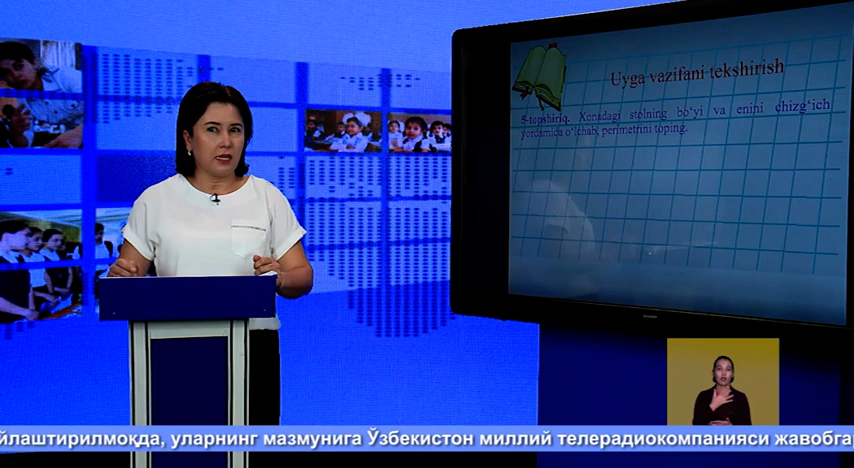 Uyga vazifani tekshirish
5-topshiriq. Xonadagi stolning bo‘yi va enini chizg‘ich
yordamida o‘lchab, perimetrini toping.
йлаштирилмоқда, уларнинг мазмунига Ўзбекистон миллий телерадиокомпанияси жавобга